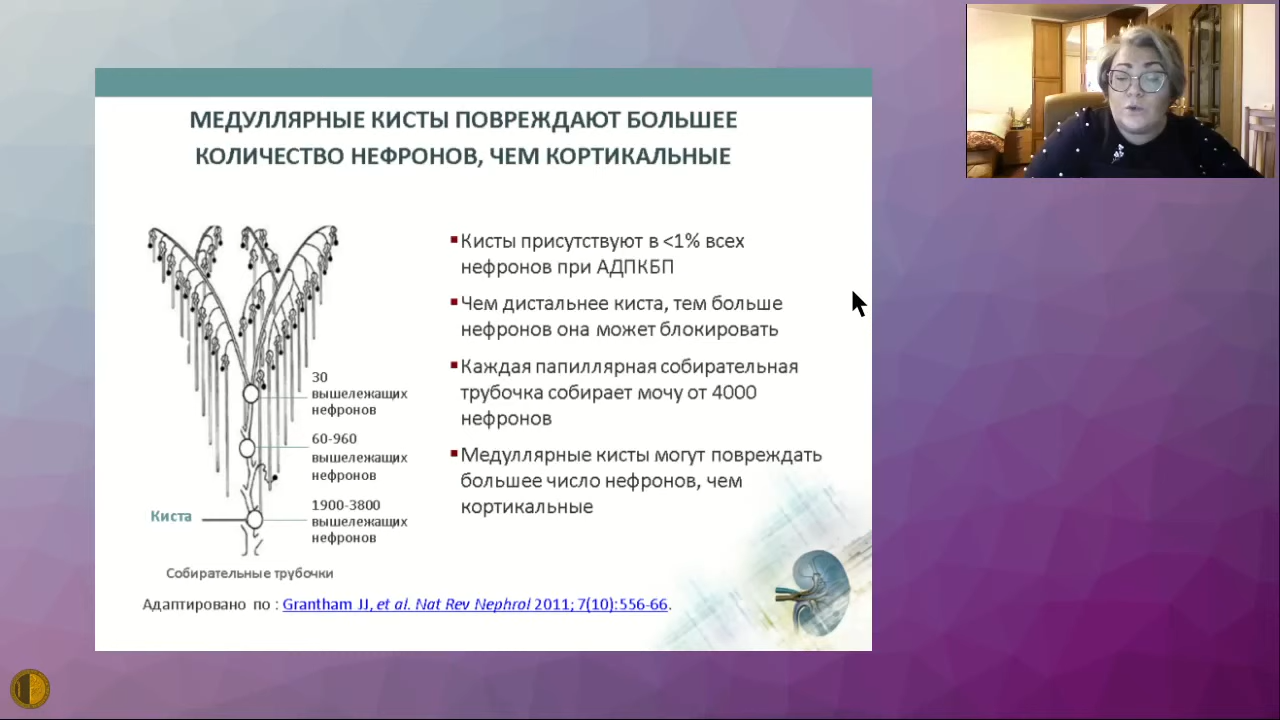 МЕДУЛЛЯРНЫЕ КИСТЫ ПОВРЕЖДАЮТ БОЛЬШЕЕ
КОЛИЧЕСТВО НЕФРОНОВ, ЧЕМ КОРТИКАЛЬНЫЕ
30
вышележащих
нефронов
60-960
вышележащих
нефронов
1900-3800
вышележащих
нефронов
Киста
Собирательные трубочки
▪Кисты присутствуют в <1% всех
нефронов при АДПКБП
▪Чем дистальнее киста, тем больше
нефронов она может блокировать
▪Каждая папиллярная собирательная
трубочка собирает мочу от 4000
нефронов
▪Медуллярные кисты могут повреждать
большее число нефронов, чем
кортикальные
Адаптировано по : Grantham JJ, et al. Nat Rev Nephrol 2011; 7(10):556-66.